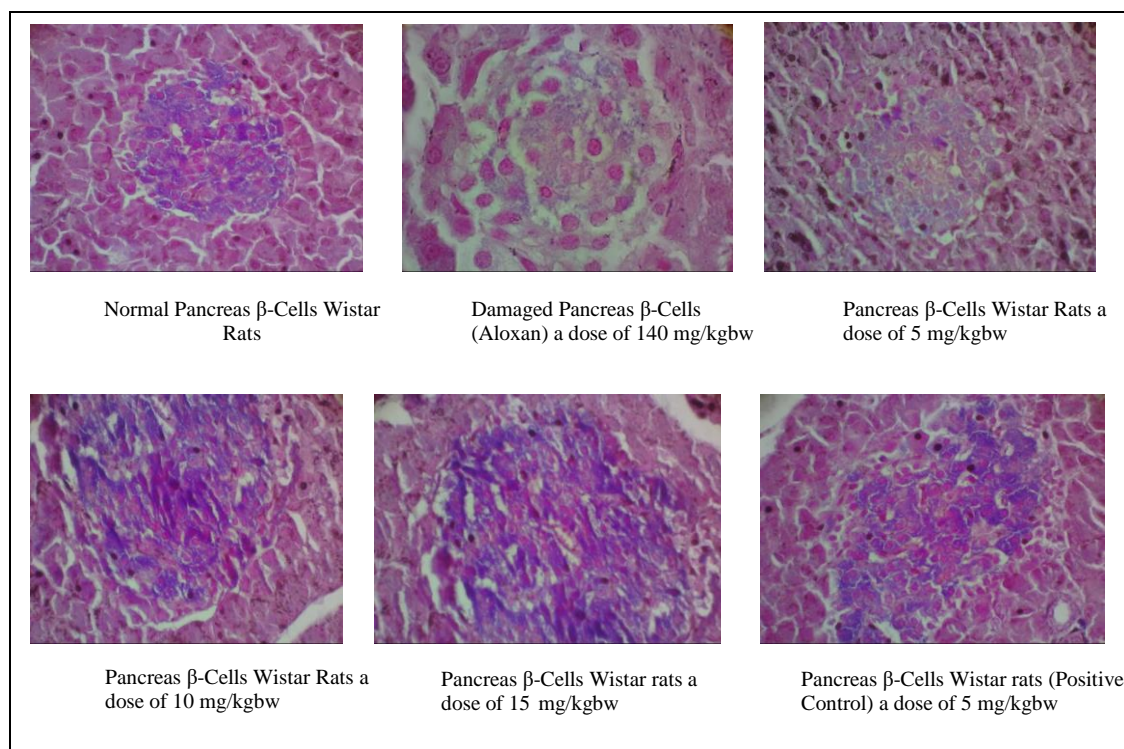 Normal Pancreas β-Cells Wistar
Rats
Damaged Pancreas β-Cells
(Aloxan) a dose of 140 mg/kgbw
Pancreas β-Cells Wistar Rats a
dose of 5 mg/kgbw
Pancreas β-Cells Wistar Rats a
dose of 10 mg/kgbw
Pancreas β-Cells Wistar rats a
dose of 15 mg/kgbw
Pancreas β-Cells Wistar rats (Positive
Control) a dose of 5 mg/kgbw